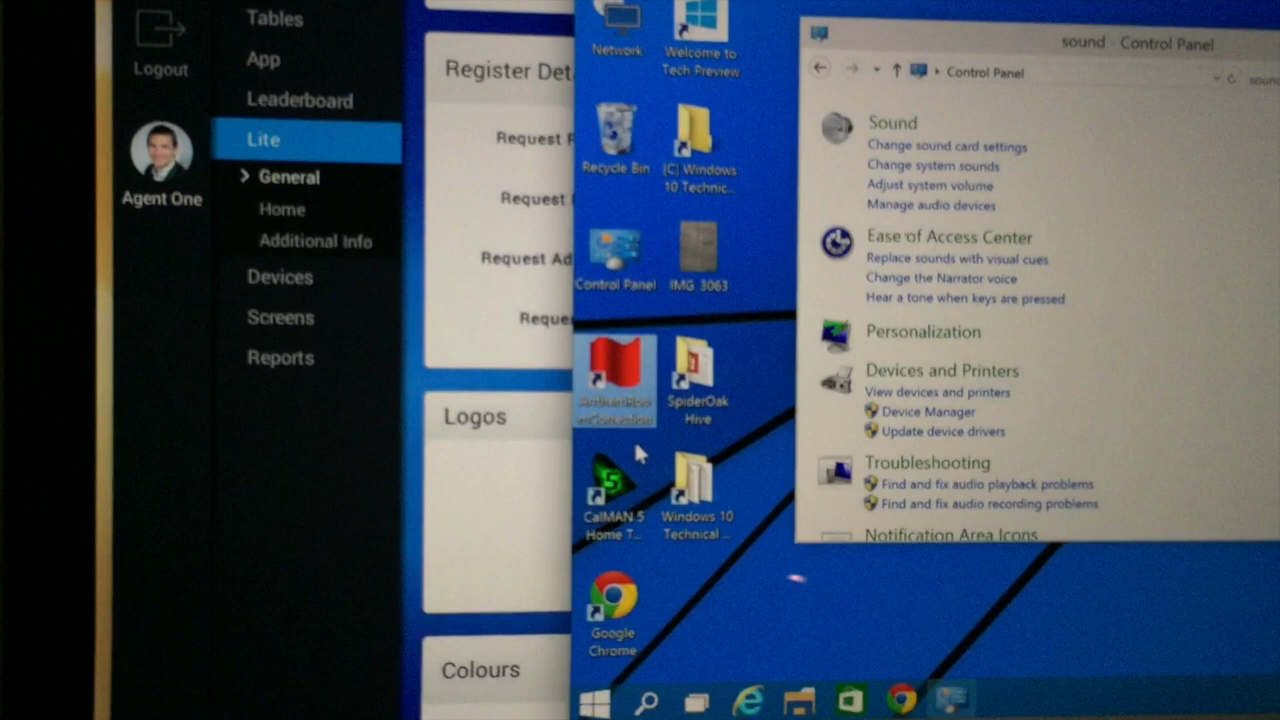 Logout
Agent One
Tables
App
Leaderboard
Lite
General
Home
Additional Info
Devices
Screens
Reports
Register Det
Request
Request
Request Ad
Reque
Logos
Colours
Network
Welcome to
Tech Preview
Recycle Bin
[C] Windows
10 Technic...
Control Panel
IMG_3063
SpiderOak
Hive
CalMAN 5
Home T...
Windows 10
Technical ...
Google
Chrome
sound - Control Panel
Control Panel
sound
Sound
Change sound card settings
Change system sounds
Adjust system volume
Manage audio devices
Ease of Access Center
Replace sounds with visual cues
Change the Narrator voice
Hear a tone when keys are pressed
Personalization
Devices and Printers
View devices and printers
Device Manager
Update device drivers
Troubleshooting
Find and fix audio playback problems
Find and fix audio recording problems
Notification Area Icons